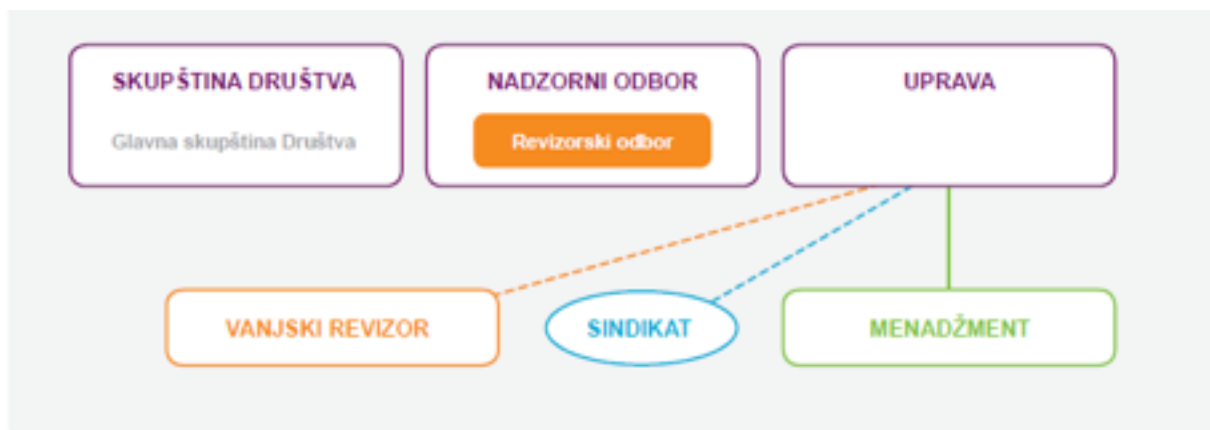 SKUPŠTINA DRUŠTVA
Glavna skupština Društva
NADZORNI ODBOR
Revizorski odbor
UPRAVA
VANJSKI REVIZOR
SINDIKAT
MENADŽMENT